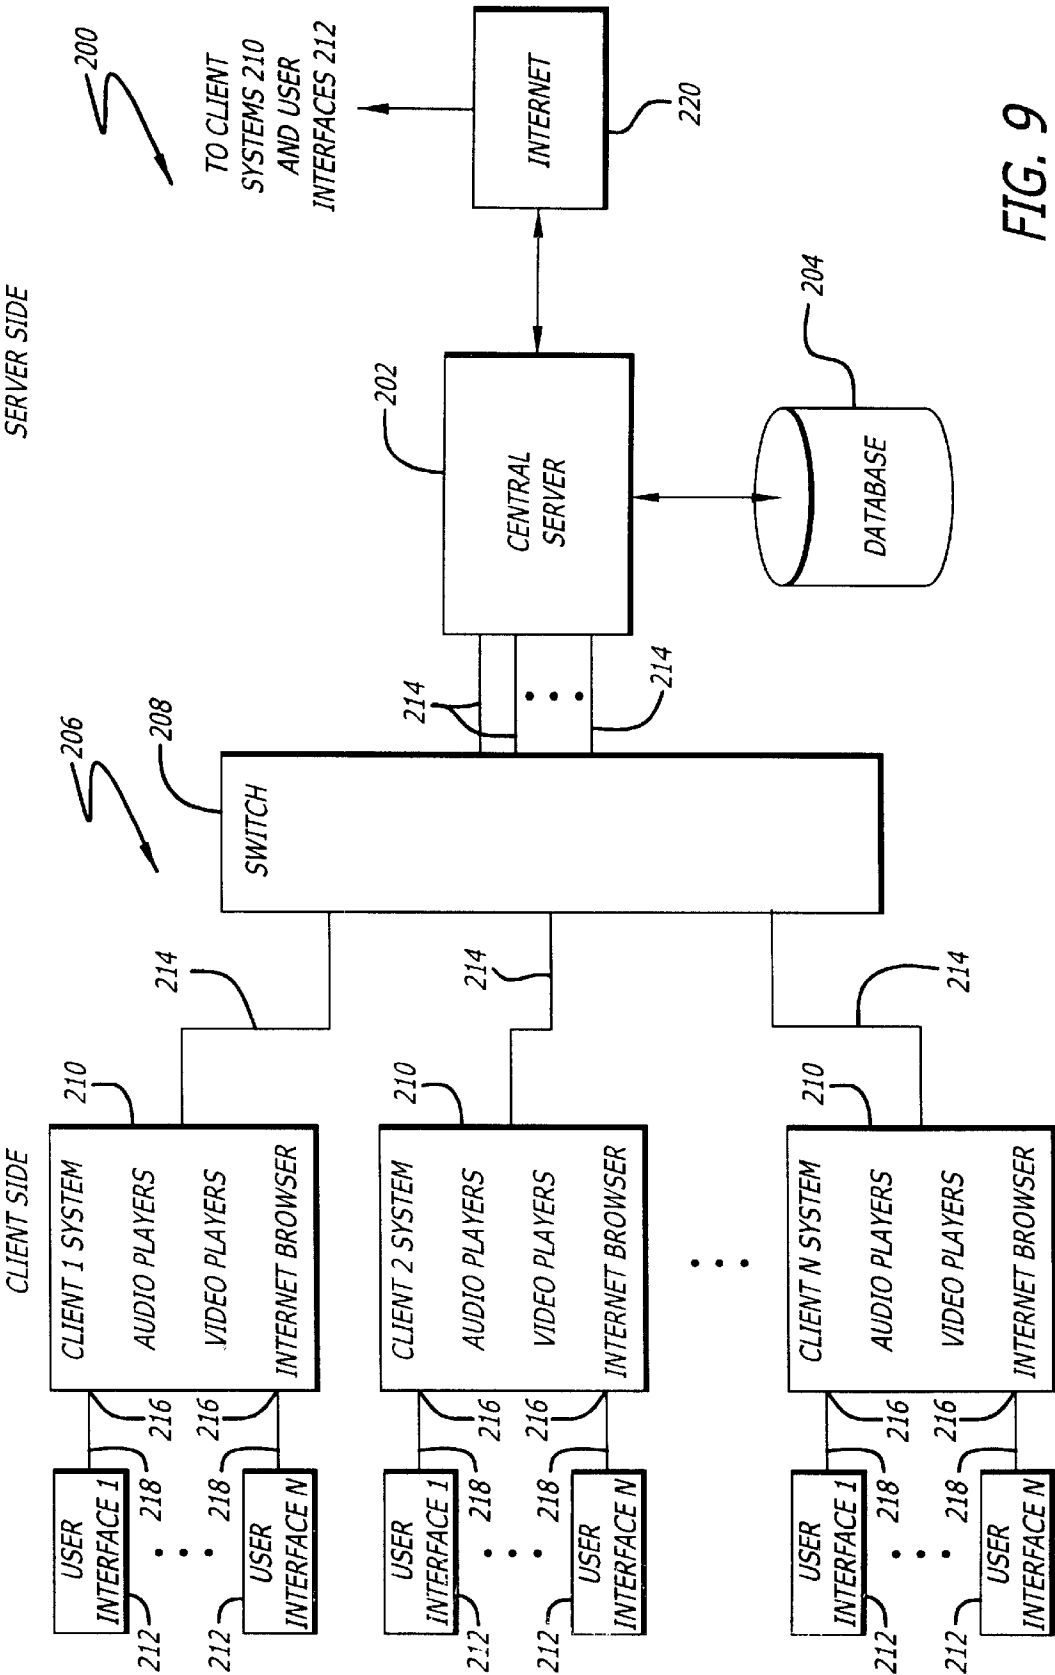 CLIENT SIDE
SERVER SIDE
200
206
TO CLIENT
SYSTEMS 210
AND USER
INTERFACES 212
USER
INTERFACE 1
212
218
216
USER
INTERFACE N
212
218
216
CLIENT 1 SYSTEM
AUDIO PLAYERS
VIDEO PLAYERS
INTERNET BROWSER
210
214
USER
INTERFACE 1
212
218
216
USER
INTERFACE N
212
218
216
CLIENT 2 SYSTEM
AUDIO PLAYERS
VIDEO PLAYERS
INTERNET BROWSER
210
214
USER
INTERFACE 1
212
218
216
USER
INTERFACE N
212
218
216
CLIENT N SYSTEM
AUDIO PLAYERS
VIDEO PLAYERS
INTERNET BROWSER
210
214
SWITCH
208
214
214
CENTRAL
SERVER
202
DATABASE
204
INTERNET
220
FIG. 9